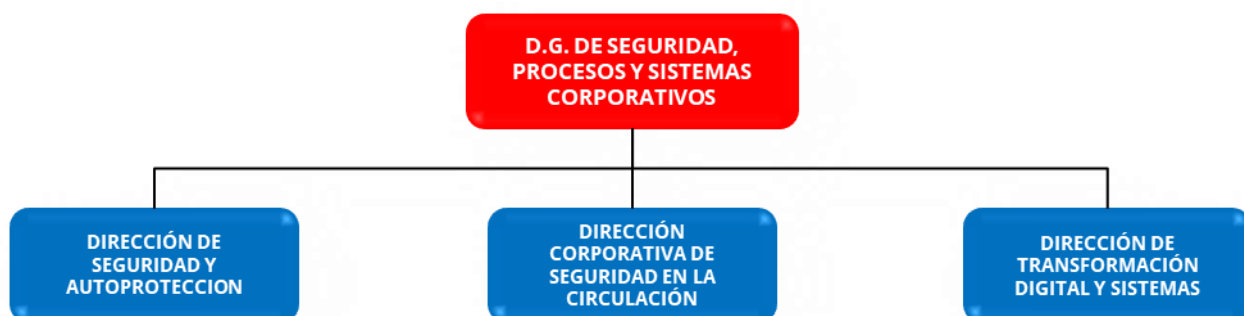 D.G. DE SEGURIDAD,
PROCESOS Y SISTEMAS
CORPORATIVOS
DIRECCIÓN DE
SEGURIDAD Y
AUTOPROTECCION
DIRECCIÓN
CORPORATIVA DE
SEGURIDAD EN LA
CIRCULACIÓN
DIRECCIÓN DE
TRANSFORMACIÓN
DIGITAL Y SISTEMAS